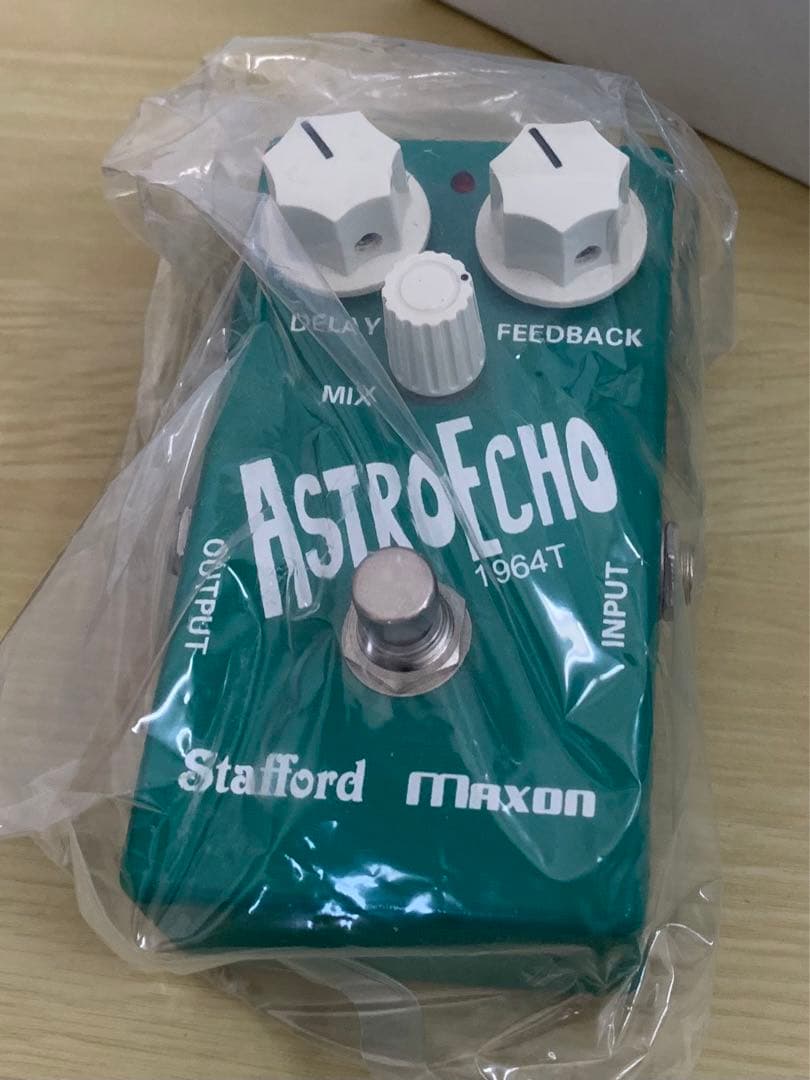 DELAY
FEEDBACK
MIX
ASTROECHO
1964T
OUTPUT
INPUT
Stafford
MAXON